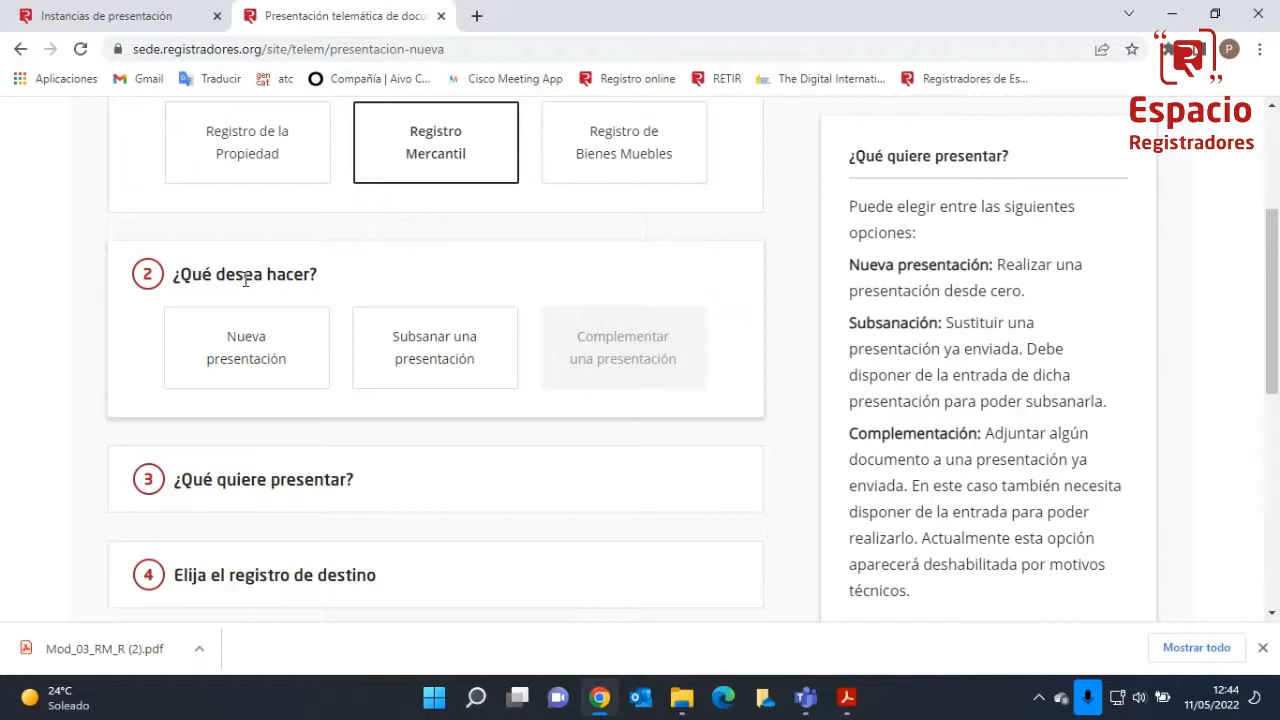 Instancias de presentación
Presentación telemática de docu
sede.registradores.org/site/telem/presentacion-nueva
P
Aplicaciones
Gmail
Traducir
gen cat
atc
Compañía | Aivo C...
Cisco Meeting App
Registro online
RETIR
The Digital Internati...
Registradores de Es...
R
Espacio
Registradores
Registro de la
Propiedad
Registro
Mercantil
Registro de
Bienes Muebles
2 ¿Qué desea hacer?
Nueva
presentación
Subsanar una
presentación
Complementar
una presentación
3 ¿Qué quiere presentar?
4 Elija el registro de destino
¿Qué quiere presentar?
Puede elegir entre las siguientes
opciones:
Nueva presentación: Realizar una
presentación desde cero.
Subsanación: Sustituir una
presentación ya enviada. Debe
disponer de la entrada de dicha
presentación para poder subsanarla.
Complementación: Adjuntar algún
documento a una presentación ya
enviada. En este caso también necesita
disponer de la entrada para poder
realizarlo. Actualmente esta opción
aparecerá deshabilitada por motivos
técnicos.
Mod_03_RM_R (2).pdf
Mostrar todo
24°C
Soleado
12:44
11/05/2022